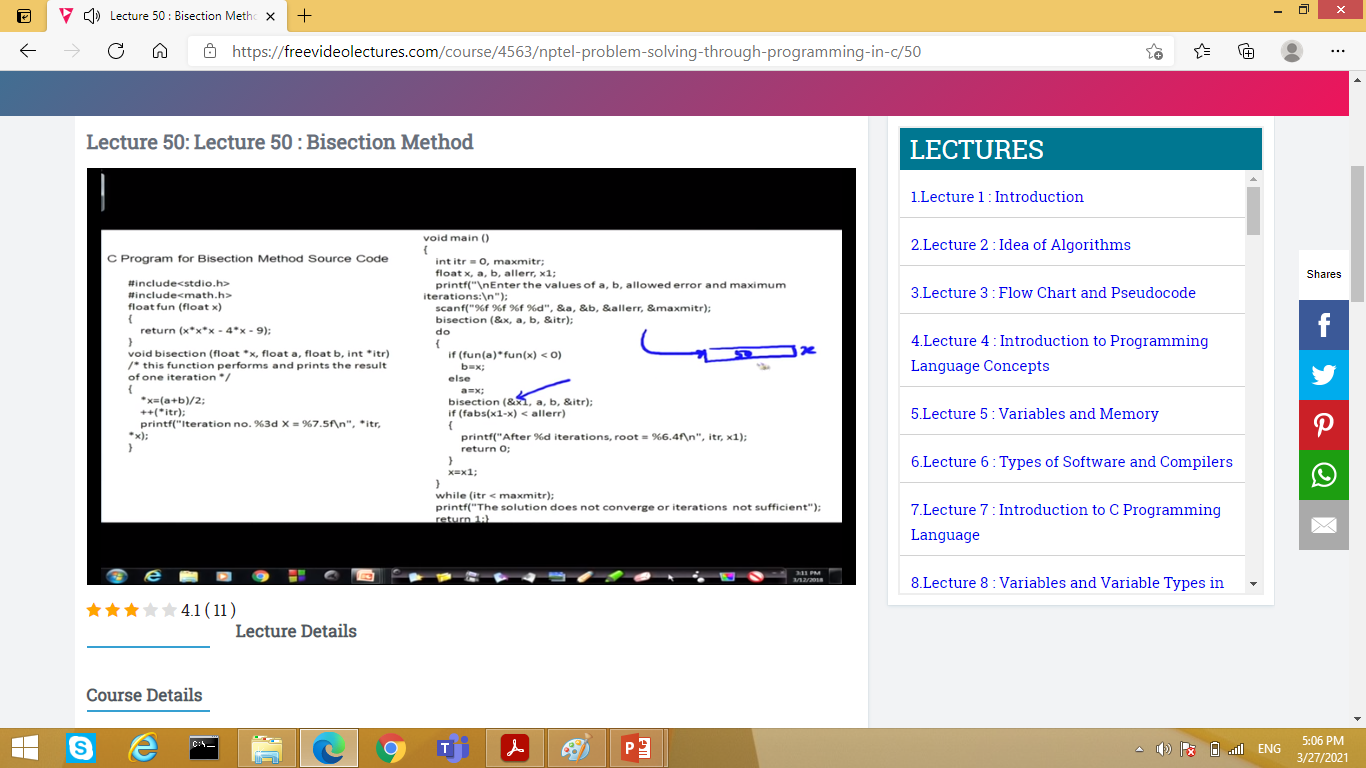 Lecture 50 : Bisection Metho
https://freevideolectures.com/course/4563/nptel-problem-solving-through-programming-in-c/50
Lecture 50: Lecture 50 : Bisection Method
C Program for Bisection Method Source Code
#include<stdio.h>
#include<math.h>
float fun (float x)
{
return (x*x*x - 4*x - 9);
}
void bisection (float *x, float a, float b, int *itr)
/* this function performs and prints the result
of one iteration */
{
*x=(a+b)/2;
++(*itr);
printf("Iteration no. %3d X = %7.5f\n", *itr,
*x);
}
void main ()
{
int itr = 0, maxmitr;
float x, a, b, allerr, x1;
printf("\nEnter the values of a, b, allowed error and maximum
iterations:\n");
scanf("%f %f %f %d", &a, &b, &allerr, &maxmitr);
bisection (&x, a, b, &itr);
do
{
if (fun(a)*fun(x) < 0)
b=x;
else
a=x;
bisection (&x1, a, b, &itr);
if (fabs(x1-x) < allerr)
{
printf("After %d iterations, root = %6.4f\n", itr, x1);
return 0;
}
x=x1;
}
while (itr < maxmitr);
printf("The solution does not converge or iterations not sufficient");
return 1;}
50
x
3:11 PM
3/12/2018
4.1 ( 11 )
Lecture Details
Course Details
LECTURES
1.Lecture 1 : Introduction
2.Lecture 2 : Idea of Algorithms
3.Lecture 3 : Flow Chart and Pseudocode
4.Lecture 4 : Introduction to Programming
Language Concepts
5.Lecture 5 : Variables and Memory
6.Lecture 6 : Types of Software and Compilers
7.Lecture 7 : Introduction to C Programming
Language
8.Lecture 8 : Variables and Variable Types in
Shares
ENG
5:06 PM
3/27/2021